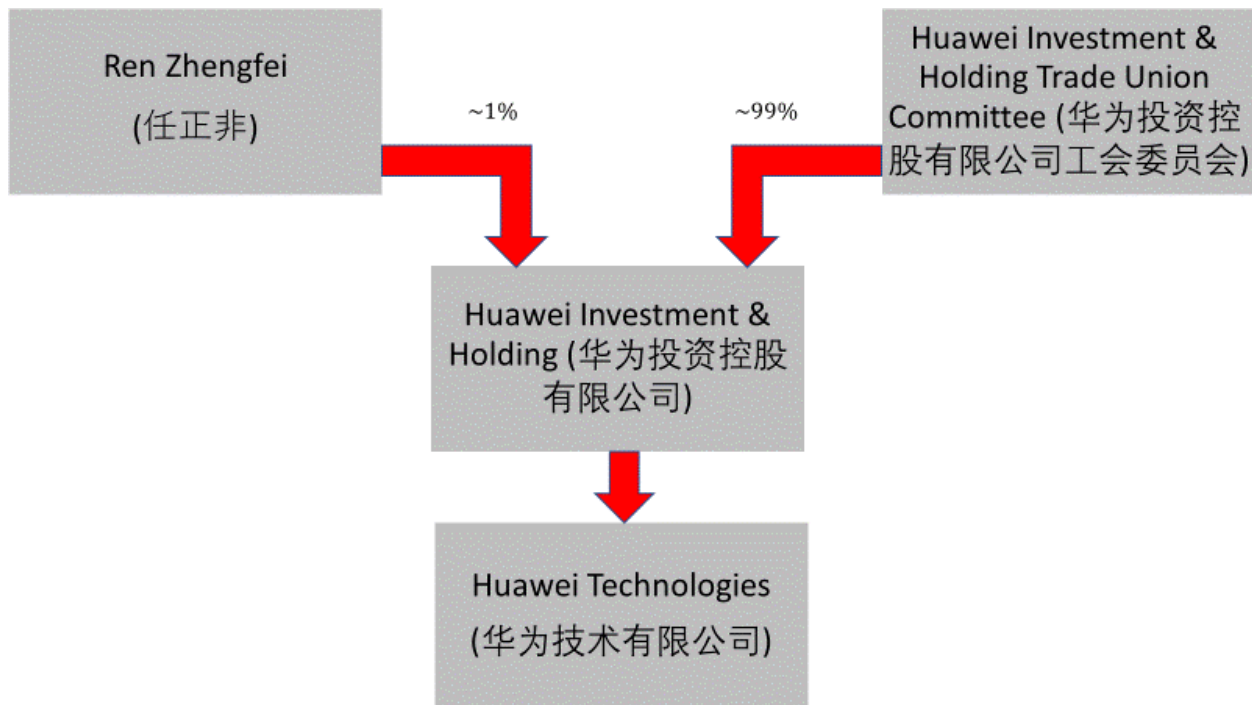 Ren Zhengfei
(任正非)
~1%
~99%
Huawei Investment &
Holding Trade Union
Committee (华为投资控
股有限公司工会委员会)
Huawei Investment &
Holding (华为投资控股
有限公司)
Huawei Technologies
(华为技术有限公司)